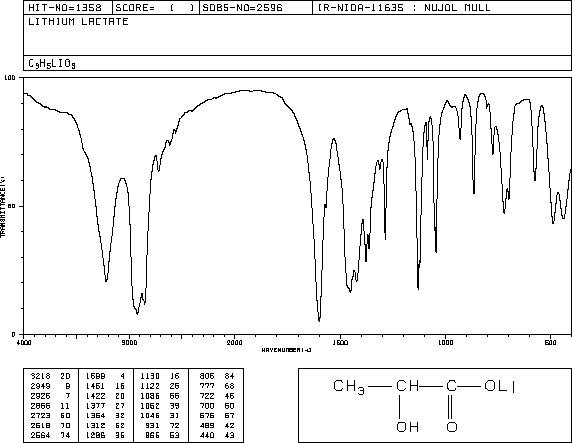 HIT-NO=1358 SCORE= ( ) SDBS-NO=2596 IR-NIDA-11635 : NUJOL MULL
LITHIUM LACTATE
C3H5LIO3
100
50
0
TRANSMITTANCE(%)
4000 3000 2000 1500 1000 500
WAVENUMBER(-1)
3218 20 1599 4 1130 16 805 84
2949 8 1461 16 1122 26 777 68
2926 7 1422 20 1086 66 722 46
2866 11 1377 27 1062 39 700 50
2723 60 1364 32 1046 31 676 67
2618 70 1312 62 931 72 489 42
2564 74 1286 36 865 53 440 43
CH3 CH C OLI
OH O